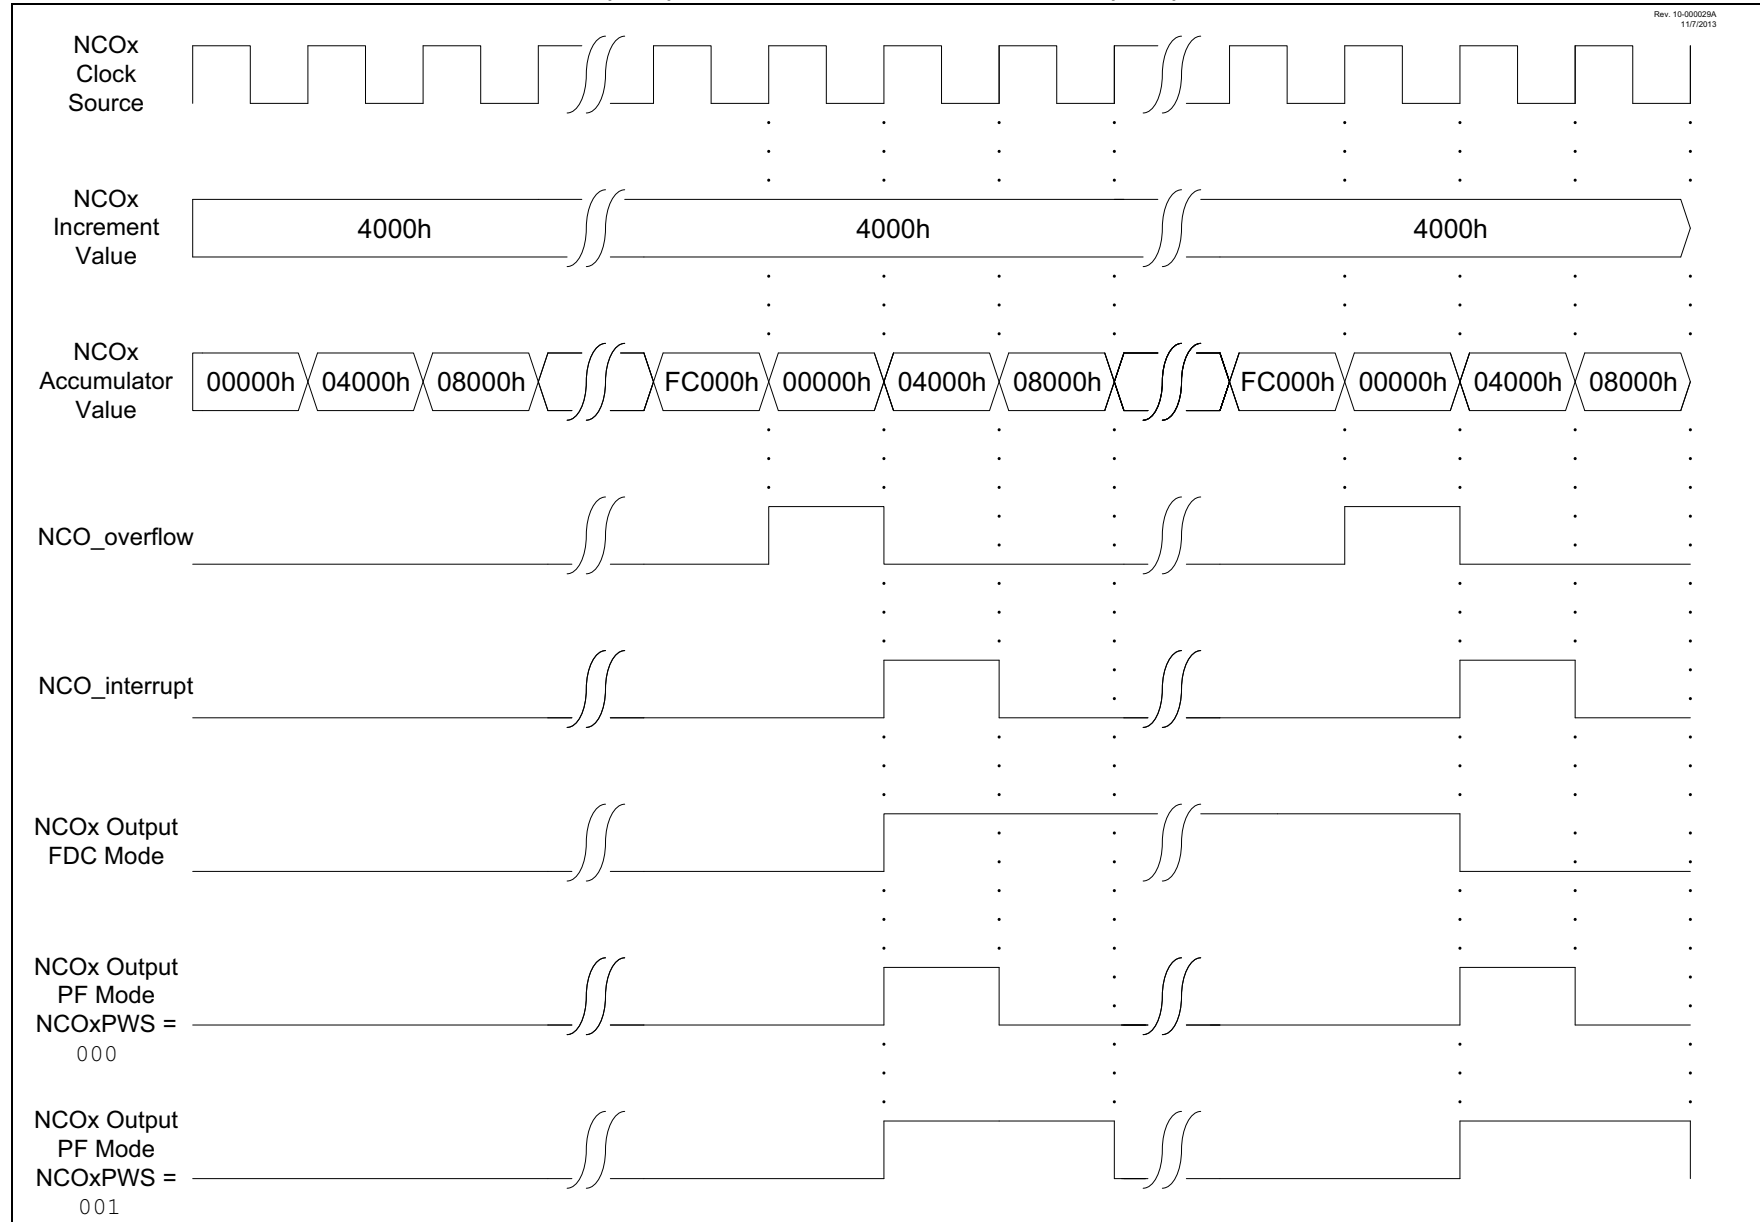 Rev. 10-000029A
11/7/2013
NCOx
Clock
Source
NCOx
Increment
Value
4000h
4000h
4000h
NCOx
Accumulator
Value
00000h
04000h
08000h
FC000h
00000h
04000h
08000h
FC000h
00000h
04000h
08000h
NCO_overflow
NCO_interrupt
NCOx Output
FDC Mode
NCOx Output
PF Mode
NCOxPWS =
000
NCOx Output
PF Mode
NCOxPWS =
001